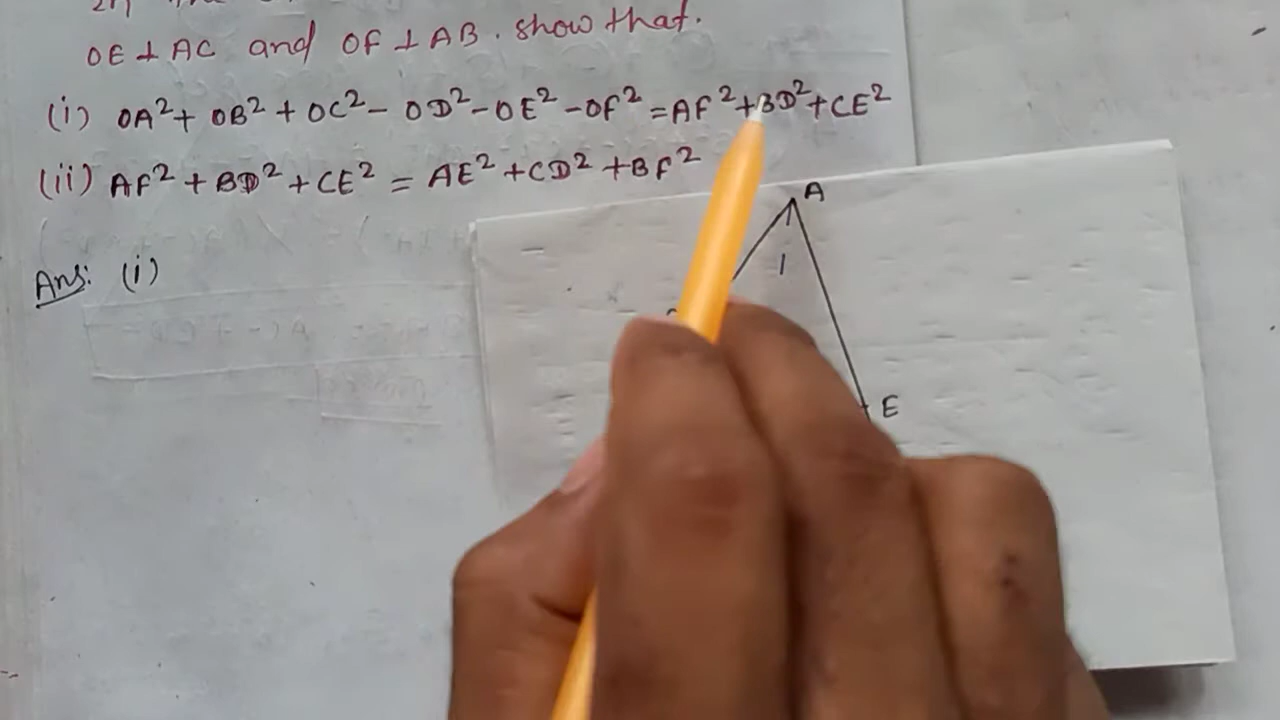 OE ⊥ AC and OF ⊥ AB. show that.
(i) OA² + OB² + OC² - OD² - OE² - OF² = AF² + BD² + CE²
(ii) AF² + BD² + CE² = AE² + CD² + BF²
A
Ans: (i)
E